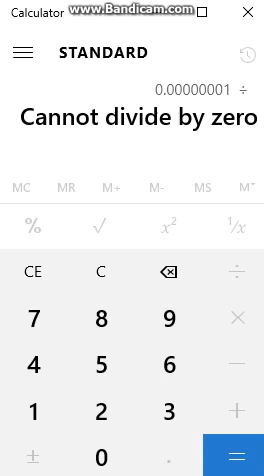 Calculator
www.Bandicam.com
STANDARD
0.00000001 ÷
Cannot divide by zero
MC MR M+ M- MS M˅
% √ x² ¹/x
CE C ⌫ ÷
7 8 9 ×
4 5 6 −
1 2 3 +
± 0 . =